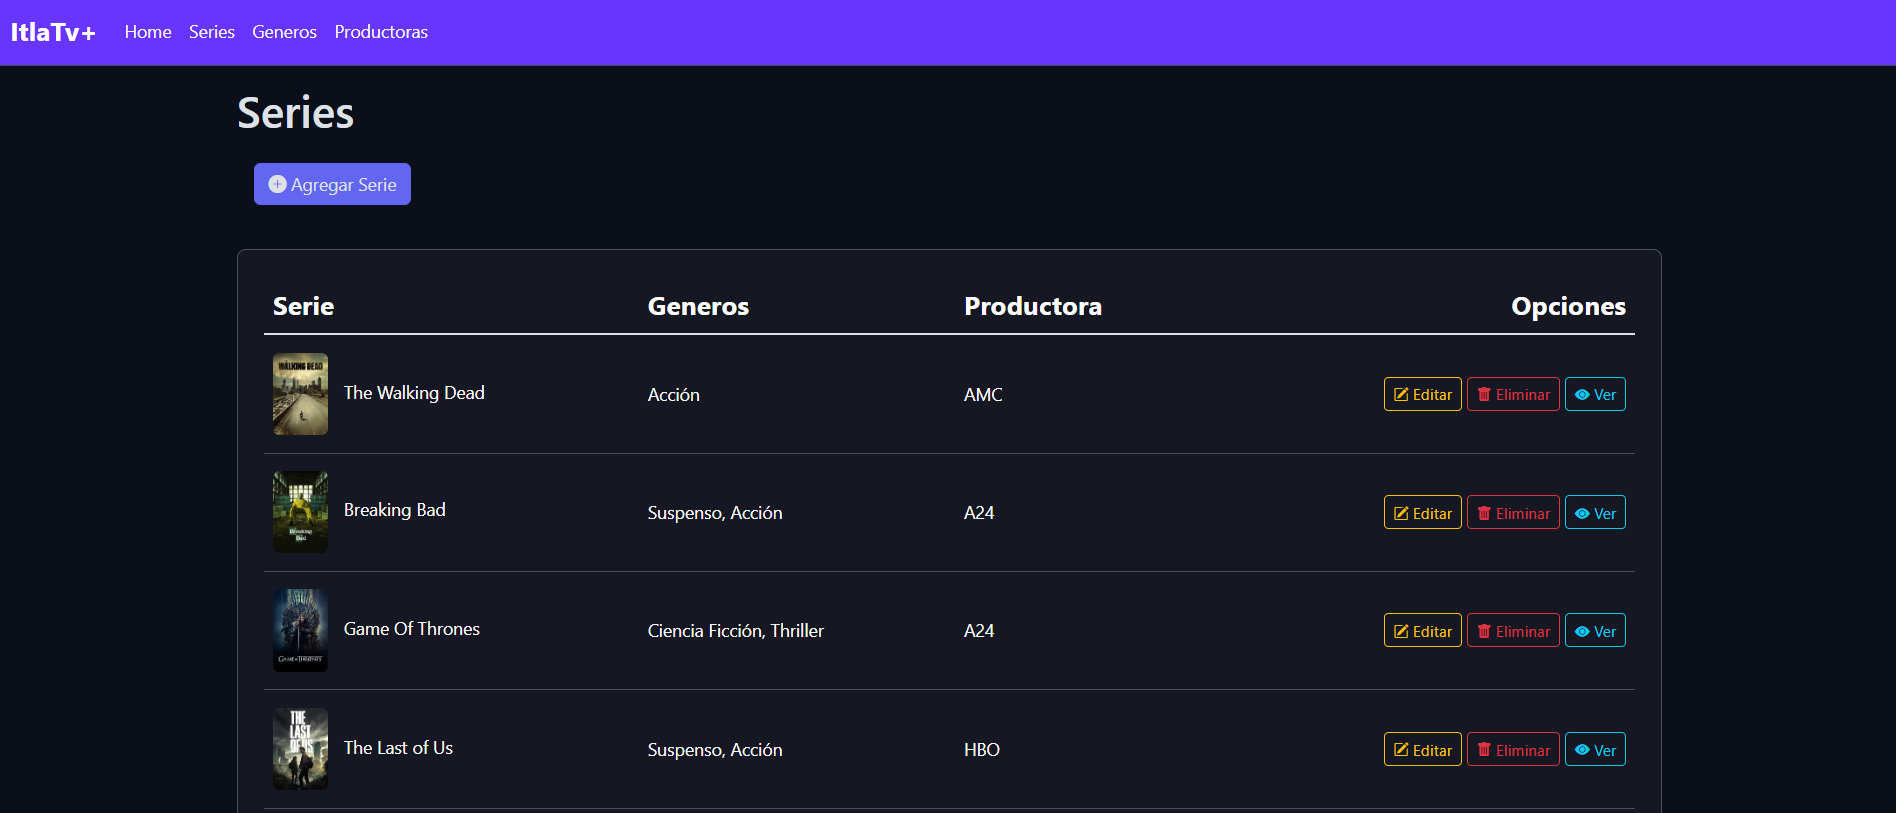 ItlaTv+ Home Series Generos Productoras
Series
Agregar Serie
Serie Generos Productora Opciones
WALKING DEAD
The Walking Dead Acción AMC Editar Eliminar Ver
Breaking Bad Suspenso, Acción A24 Editar Eliminar Ver
Breaking
Bad
Game Of Thrones Ciencia Ficción, Thriller A24 Editar Eliminar Ver
GAME OF THRONES
THE
LAST
OF US
The Last of Us Suspenso, Acción HBO Editar Eliminar Ver